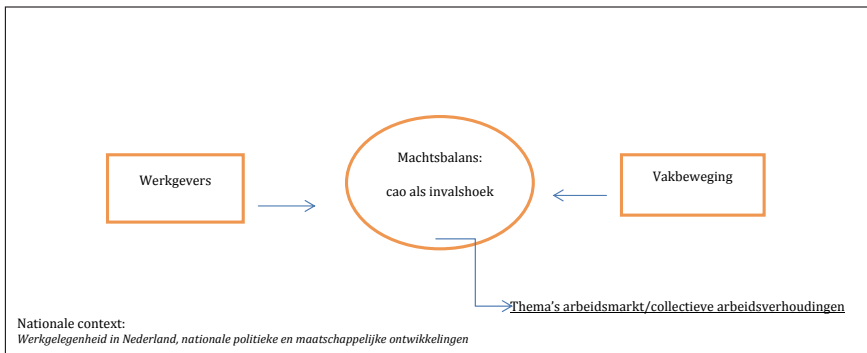 Machtsbalans:
Werkgevers
Vakbeweging
cao als invalshoek
Thema's arbeidsmarkt/collectieve arbeidsverhoudingen
Nationale context:
Werkgelegenheid in Nederland, nationale politieke en maatschappelijke ontwikkelingen